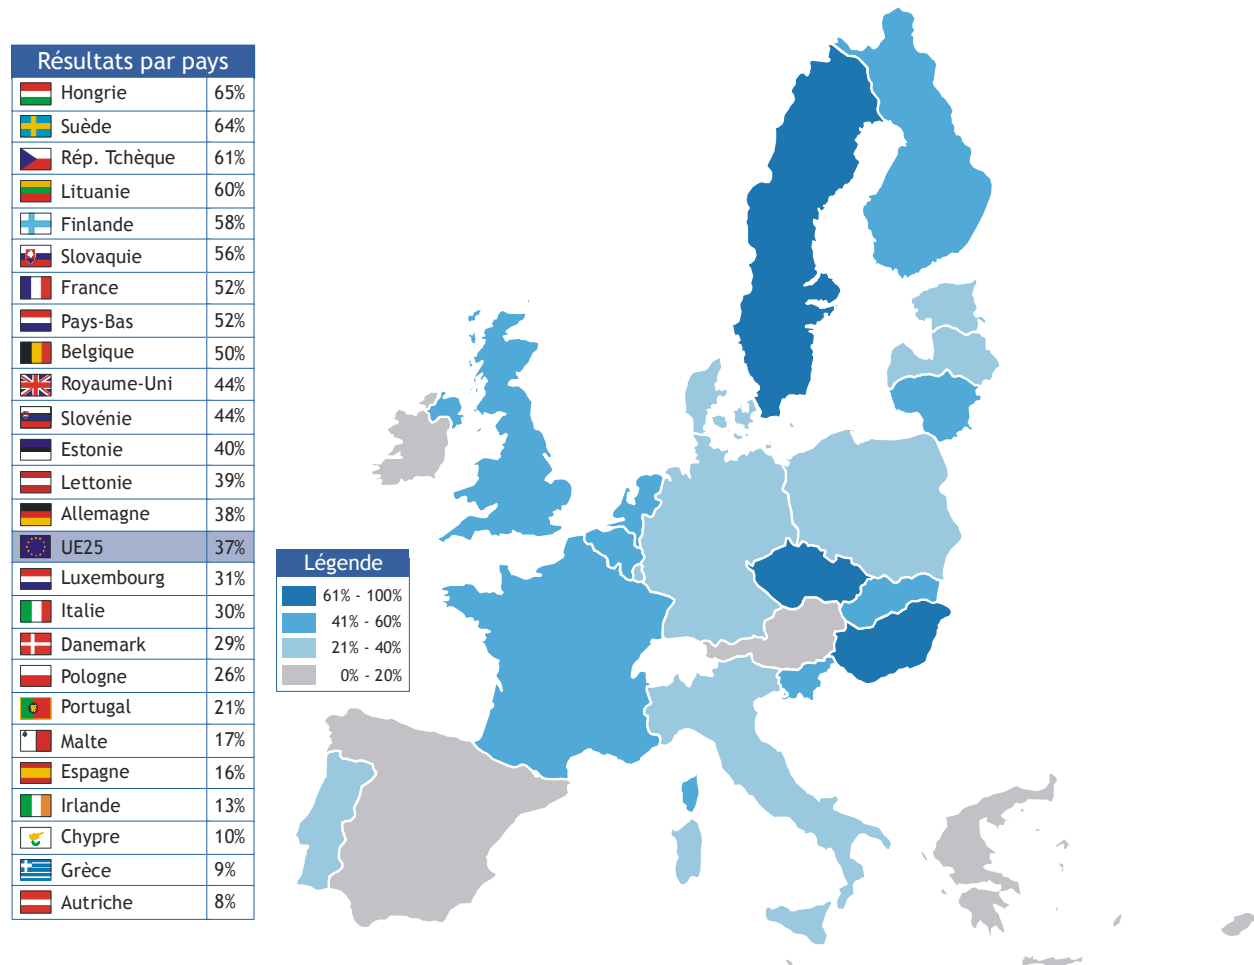 Résultats par pays
Hongrie 65%
Suède 64%
Rép. Tchèque 61%
Lituanie 60%
Finlande 58%
Slovaquie 56%
France 52%
Pays-Bas 52%
Belgique 50%
Royaume-Uni 44%
Slovénie 44%
Estonie 40%
Lettonie 39%
Allemagne 38%
UE25 37%
Luxembourg 31%
Italie 30%
Danemark 29%
Pologne 26%
Portugal 21%
Malte 17%
Espagne 16%
Irlande 13%
Chypre 10%
Grèce 9%
Autriche 8%
Légende
61% - 100%
41% - 60%
21% - 40%
0% - 20%